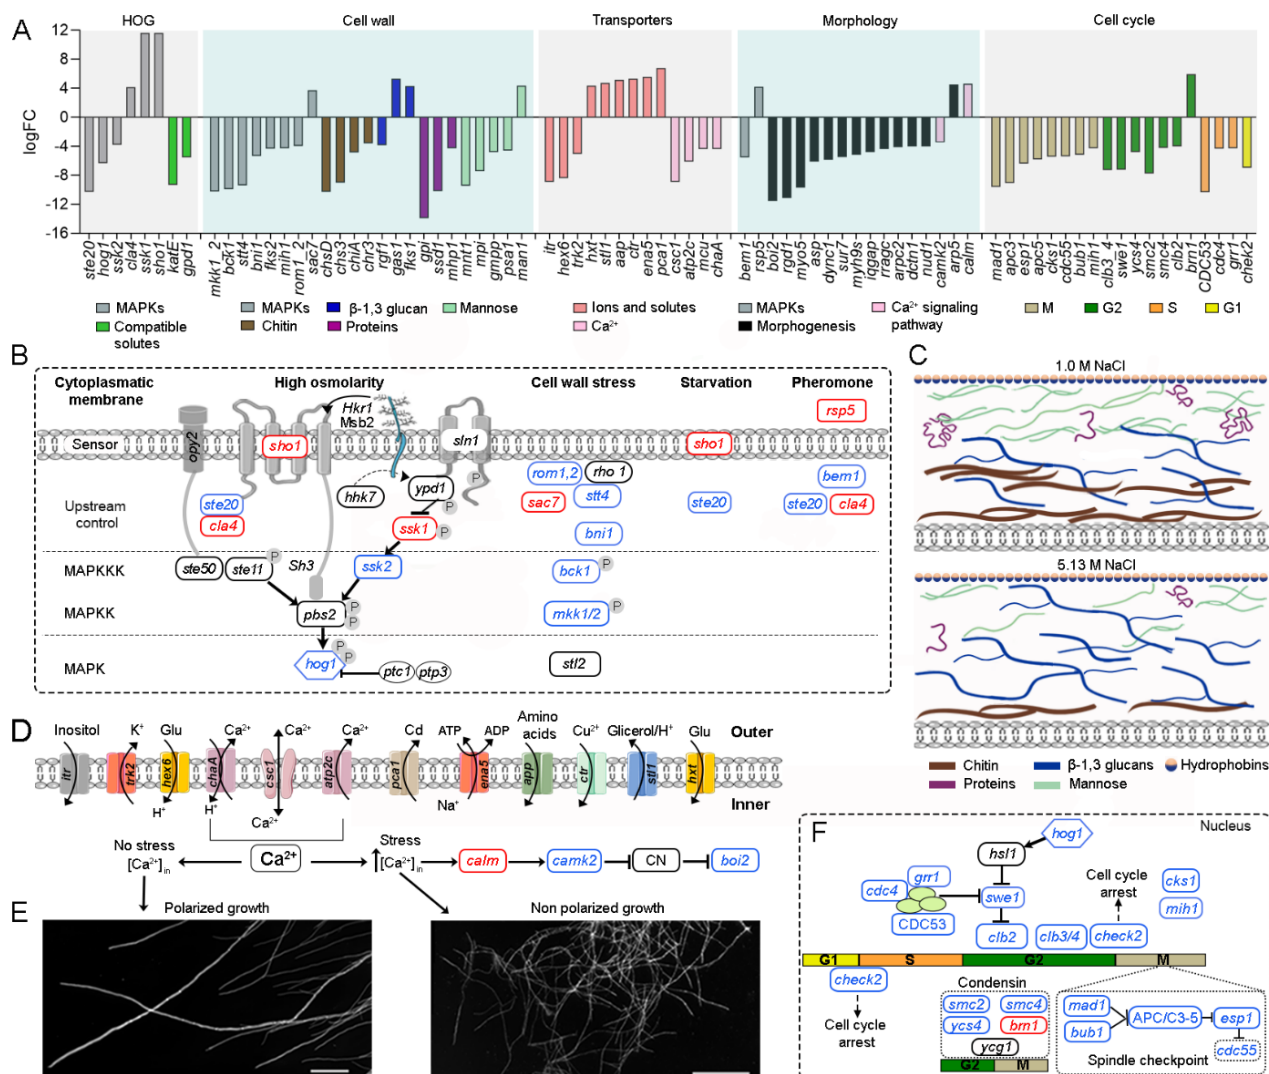 A
HOG
Cell wall
Transporters
Morphology
Cell cycle
logFC
12
8
4
0
-4
-8
-12
-16
ste20 hog1 ssk2 cla4 ssk1 sho1 katE gpd1
mkk1_2 bck1 stt4 bni1 fks2 mih1 rom1_2 sac7 chsD chs3 chiA chr3 rgf1 gas1 fks1 gpi ssd1 mhp1 mnt1 mpi gmpp psa1 man1
itr hex6 trk2 hxt stl1 aap ctr ena5 pca1 csc1 atp2c mcu chaA
bem1 rsp5 boi2 rgd1 myo5 asp dync1 sur7 myh9s iqgap rrgap arpc2 dctn1 nud1 camk2 arp5 calm
mad1 apc3 esp1 apc5 cks1 cdc55 bub1 mih1 clb3_4 swe1 ycs4 smc2 smc4 clb2 brn1 CDC53 cdc4 grr1 chek2
MAPKs
Compatible
solutes
MAPKs
β-1,3 glucan
Mannose
Chitin
Proteins
Ions and solutes
Ca²⁺
MAPKs
Morphogenesis
Ca²⁺ signaling
pathway
M
G2
S
G1
B
Cytoplasmatic
membrane
High osmolarity
Cell wall stress
Starvation
Pheromone
Hkr1
Msb2
rsp5
Sensor
opy2
sho1
sln1
sho1
rom1,2
rho 1
bem1
P
hhk7
ypd1
Upstream
control
ste20
cla4
P
sac7
stt4
ste20
ste20
cla4
ssk1
P
bni1
MAPKKK
ste50
ste11
P
Sh3
ssk2
bck1
P
MAPKK
pbs2
P
P
mkk1/2
P
MAPK
hog1
P
P
ptc1
ptp3
stl2
C
1.0 M NaCl
5.13 M NaCl
Chitin
β-1,3 glucans
Hydrophobins
Proteins
Mannose
D
Inositol
K⁺
Glu
Ca²⁺
Ca²⁺
Ca²⁺
Cd
ATP
ADP
Amino
acids
Cu²⁺
Glicerol/H⁺
Glu
Outer
itr
trk2
hex6
chaA
csc1
atp2c
pca1
ena5
app
ctr
stl1
hxt
H⁺
H⁺
Ca²⁺
Na⁺
Inner
No stress
[Ca²⁺]in
Ca²⁺
Stress
[Ca²⁺]in
calm
camk2
CN
boi2
E
Polarized growth
Non polarized growth
F
Nucleus
hog1
hsl1
grr1
cdc4
CDC53
swe1
Cell cycle
arrest
cks1
mih1
clb2
clb3/4
check2
G1
S
G2
M
check2
Cell cycle
arrest
Condensin
smc2
smc4
ycs4
brn1
ycg1
G2
M
mad1
bub1
APC/C3-5
esp1
cdc55
Spindle checkpoint